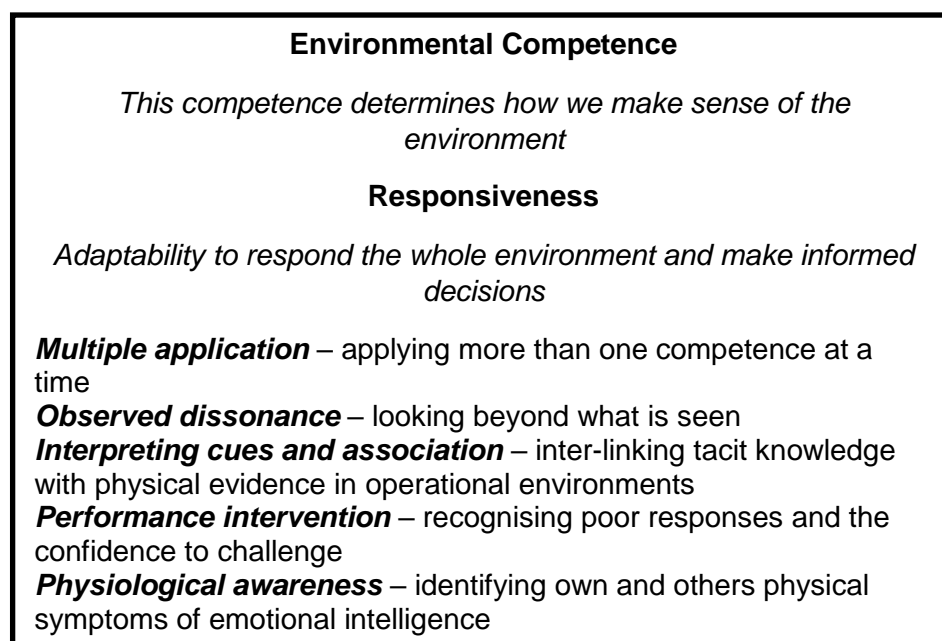 Environmental Competence
This competence determines how we make sense of the
environment
Responsiveness
Adaptability to respond the whole environment and make informed
decisions
Multiple application – applying more than one competence at a
time
Observed dissonance – looking beyond what is seen
Interpreting cues and association – inter-linking tacit knowledge
with physical evidence in operational environments
Performance intervention – recognising poor responses and the
confidence to challenge
Physiological awareness – identifying own and others physical
symptoms of emotional intelligence